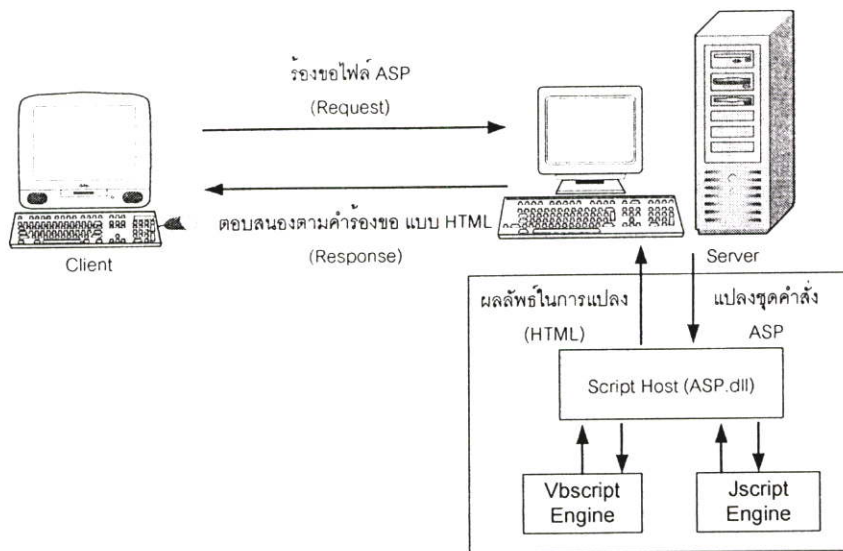 ร้องขอไฟล์ ASP
(Request)
ตอบสนองตามคำร้องขอ แบบ HTML
(Response)
Client
Server
ผลลัพธ์ในการแปลง
(HTML)
แปลงชุดคำสั่ง
ASP
Script Host (ASP.dll)
Vbscript
Engine
Jscript
Engine